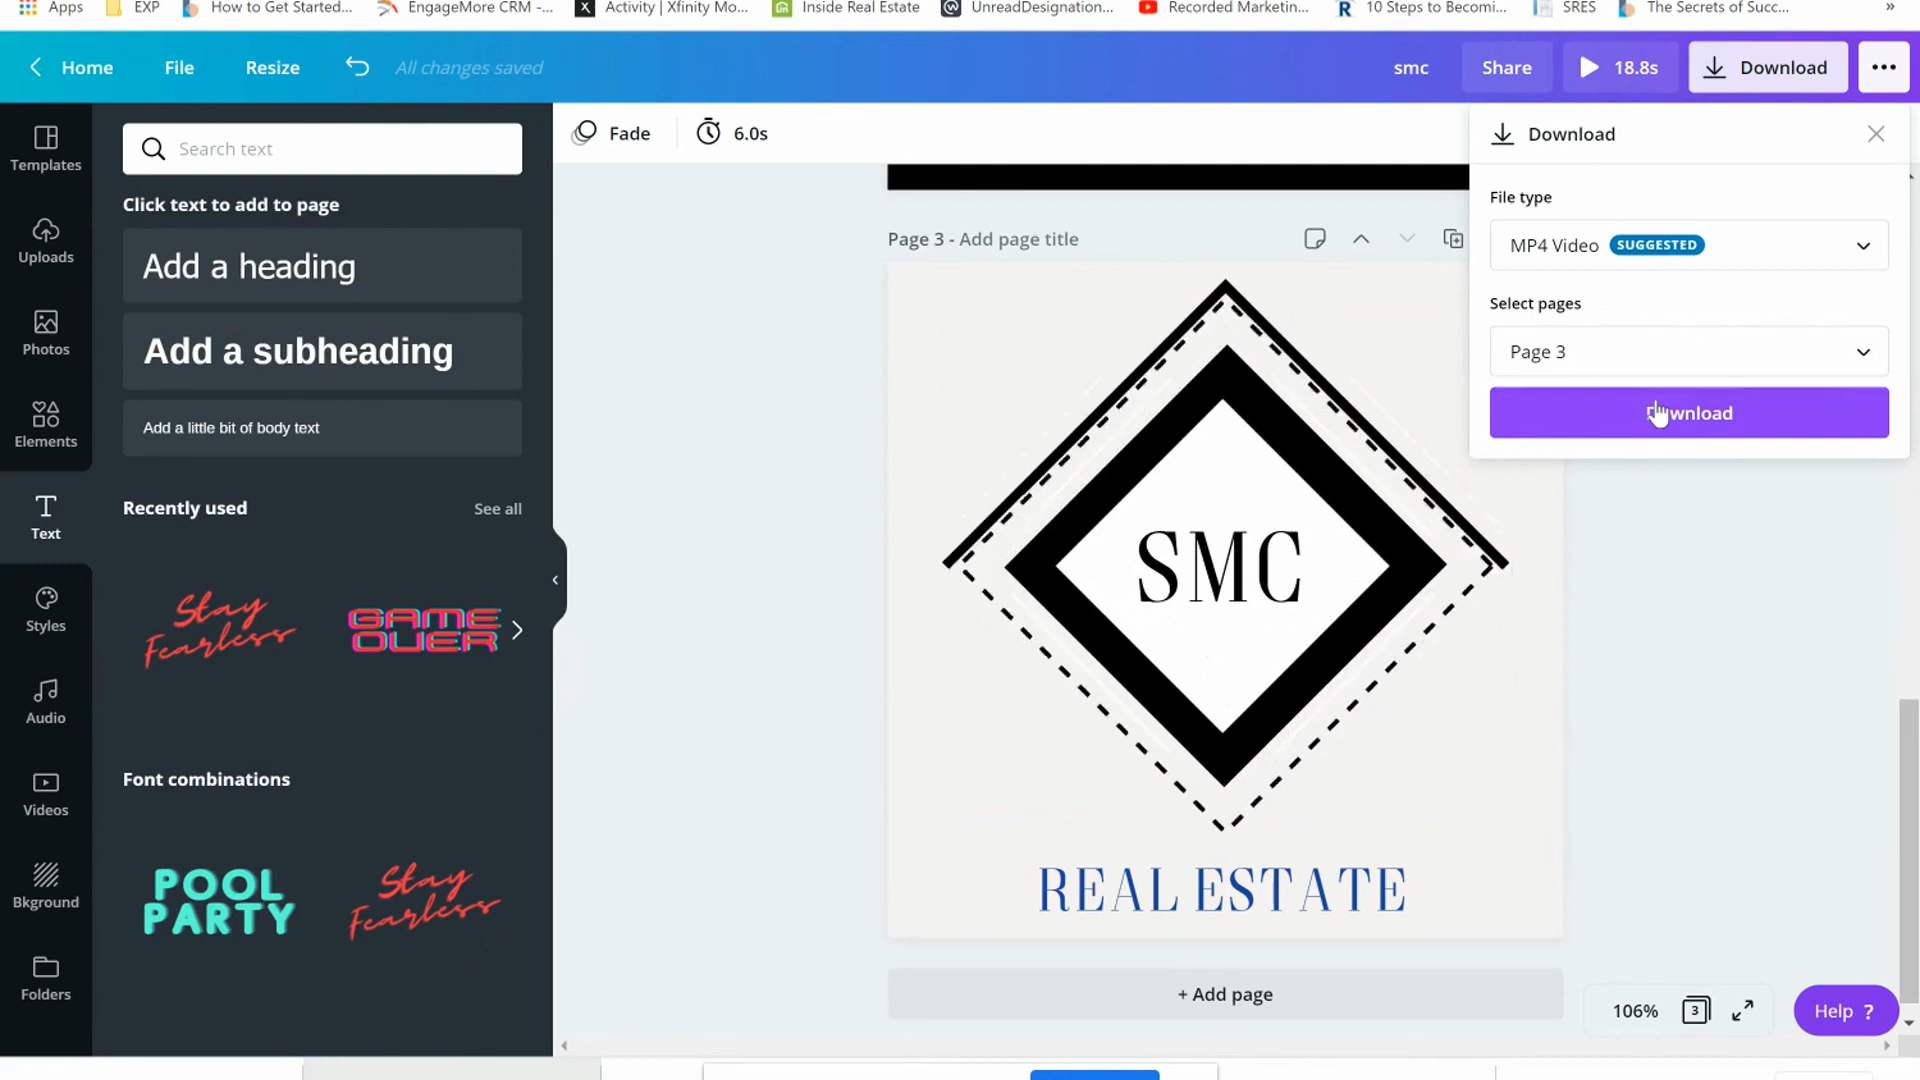 Apps
EXP
How to Get Started...
EngageMore CRM -...
Activity | Xfinity Mo...
Inside Real Estate
UnreadDesignation...
Recorded Marketin...
10 Steps to Becomi...
SRES
The Secrets of Succ...
»
Home
File
Resize
All changes saved
smc
Share
18.8s
Download
Templates
Uploads
Photos
Elements
Text
Styles
Audio
Videos
Bkground
Folders
Search text
Click text to add to page
Add a heading
Add a subheading
Add a little bit of body text
Recently used
See all
Stay
Fearless
GAME
OVER
Font combinations
POOL
PARTY
Stay
Fearless
Fade
6.0s
Page 3 - Add page title
SMC
REAL ESTATE
+ Add page
Download
File type
MP4 Video SUGGESTED
Select pages
Page 3
Download
106%
3
Help ?